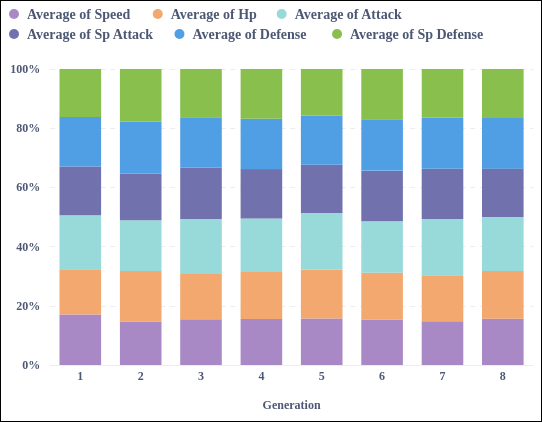 Average of Speed Average of Hp Average of Attack
Average of Sp Attack Average of Defense Average of Sp Defense
100%
80%
60%
40%
20%
0%
1 2 3 4 5 6 7 8
Generation